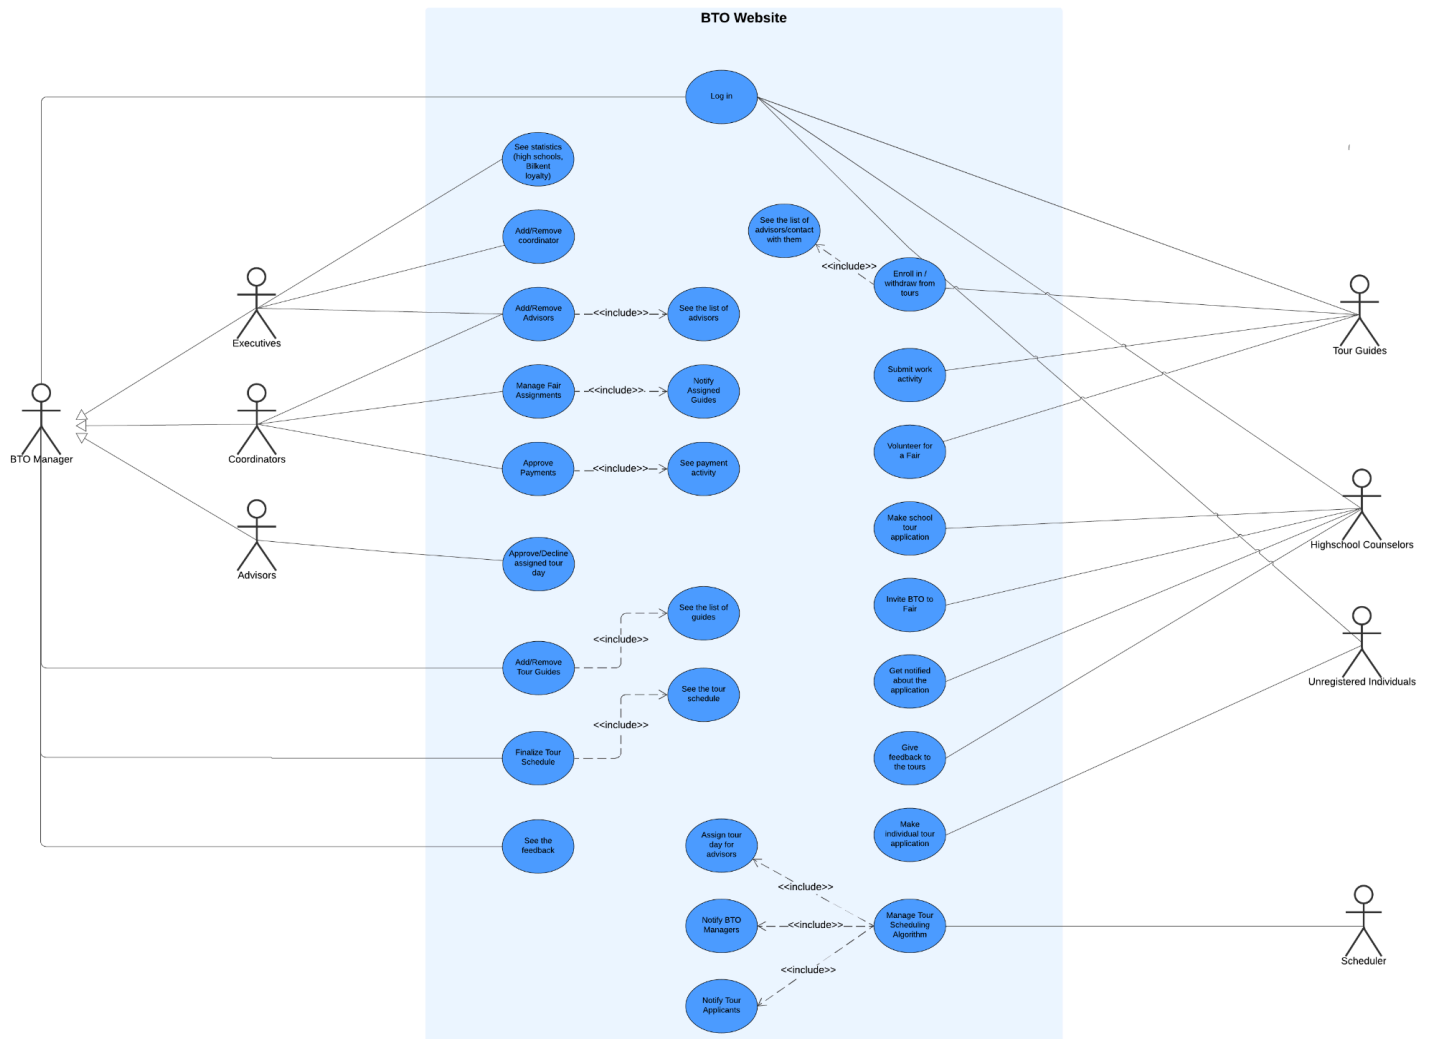 BTO Website
Log in
See statistics
(high schools,
Bilkent
loyalty)
Add/Remove
coordinator
See the list of
advisors/contact
with them
<<include>>
Enroll in /
withdraw from
tours
Executives
Add/Remove
Advisors
<<include>>
See the list of
advisors
Tour Guides
Submit work
activity
Manage Fair
Assignments
<<include>>
Notify
Assigned
Guides
BTO Manager
Coordinators
Volunteer for
a Fair
Approve
Payments
<<include>>
See payment
activity
Make school
tour
application
Highschool Counselors
Advisors
Approve/Decline
assigned tour
day
See the list of
guides
Invite BTO to
Fair
<<include>>
Add/Remove
Tour Guides
Get notified
about the
application
Unregistered Individuals
See the tour
schedule
<<include>>
Finalize Tour
Schedule
Give
feedback to
the tours
See the
feedback
Assign tour
day for
advisors
Make
individual tour
application
<<include>>
Notify BTO
Managers
<<include>>
Manage Tour
Scheduling
Algorithm
Scheduler
<<include>>
Notify Tour
Applicants